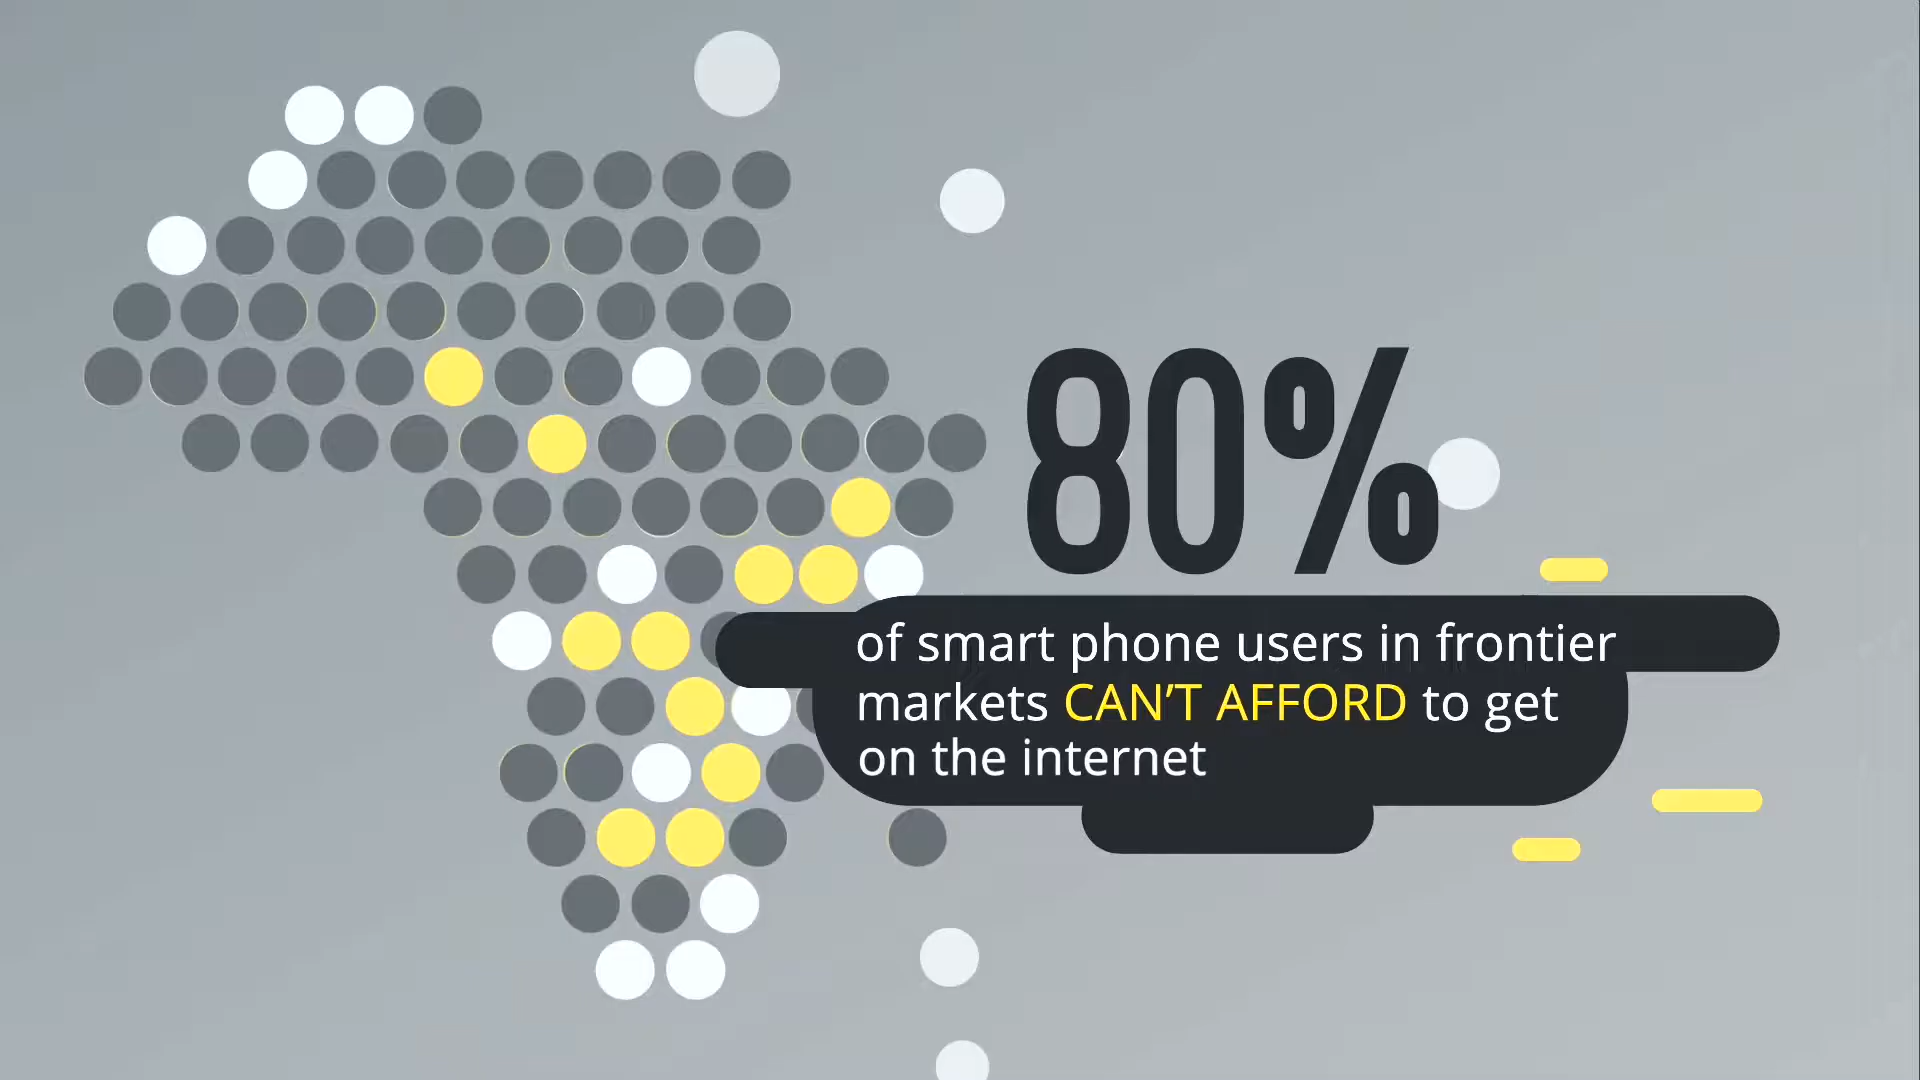 80%
of smart phone users in frontier
markets CAN'T AFFORD to get
on the internet